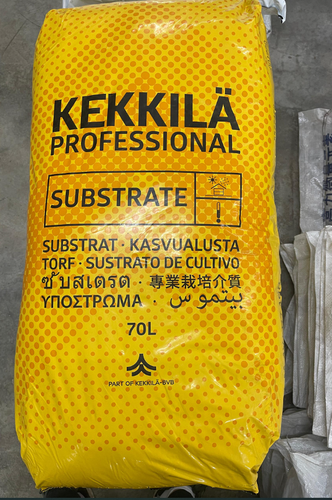 KEKKILÄ
PROFESSIONAL
SUBSTRATE
SUBSTRAT · KASVUALUSTA
TORF · SUSTRATO DE CULTIVO
ซับสเตรต · 專業栽培介質
ΥΠΟΣΤΡΩΜΑ · بيتموس
70L
PART OF KEKKILÄ-BVB